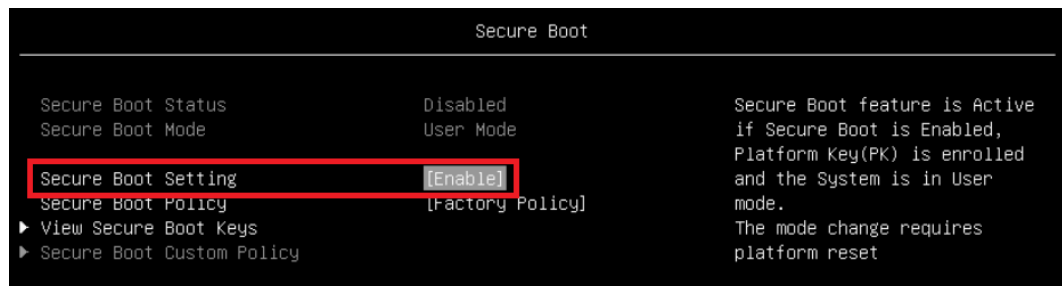 Secure Boot
Secure Boot Status Disabled
Secure Boot Mode User Mode
Secure Boot Setting [Enable]
Secure Boot Policy [Factory Policy]
View Secure Boot Keys
Secure Boot Custom Policy
Secure Boot feature is Active
if Secure Boot is Enabled,
Platform Key(PK) is enrolled
and the System is in User
mode.
The mode change requires
platform reset